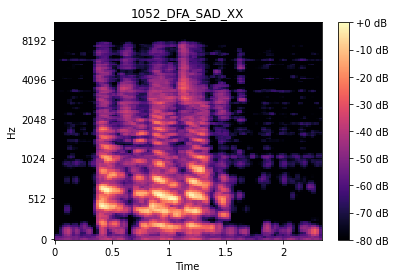 1052_DFA_SAD_XX
+0 dB
8192
-10 dB
4096
-20 dB
-30 dB
2048
-40 dB
Hz
1024
-50 dB
512
-60 dB
-70 dB
0
-80 dB
0 0.5 1 1.5 2
Time